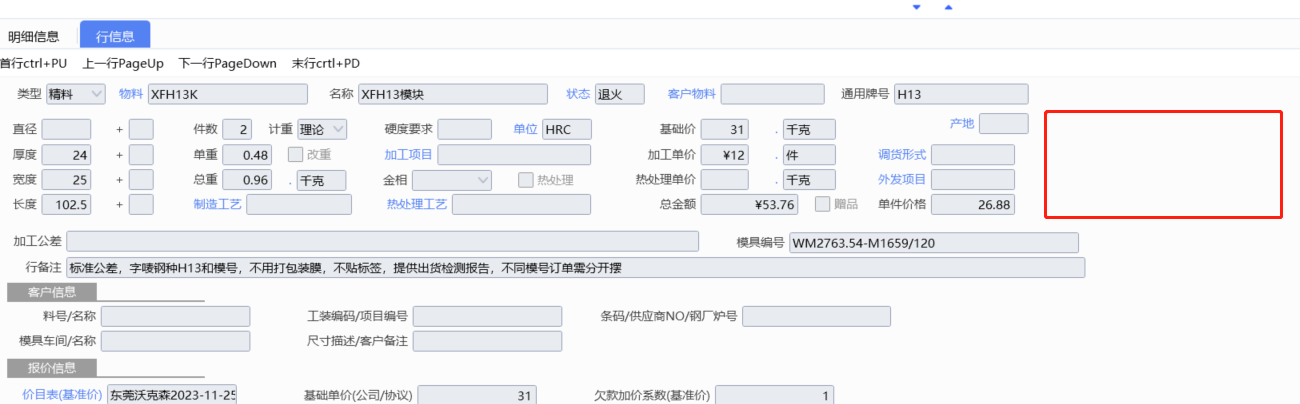 明细信息 行信息
首行ctrl+PU 上一行PageUp 下一行PageDown 末行crtl+PD
类型 精料 物料 XFH13K 名称 XFH13模块 状态 退火 客户物料 通用牌号 H13
直径 + 件数 2 计重 理论 硬度要求 单位 HRC 基础价 31 . 千克 产地
厚度 24 + 单重 0.48 改重 加工项目 加工单价 ¥12 . 件 调货形式
宽度 25 + 总重 0.96 . 千克 金相 热处理 热处理单价 . 千克 外发项目
长度 102.5 + 制造工艺 热处理工艺 总金额 ¥53.76 赠品 单件价格 26.88
加工公差 模具编号 WM2763.54-M1659/120
行备注 标准公差，字唛钢种H13和模号，不用打包装膜，不贴标签，提供出货检测报告，不同模号订单需分开摆
客户信息
料号/名称 工装编码/项目编号 条码/供应商NO/钢厂炉号
模具车间/名称 尺寸描述/客户备注
报价信息
价目表(基准价) 东莞沃克森2023-11-25 基础单价(公司/协议) 31 欠款加价系数(基准价) 1